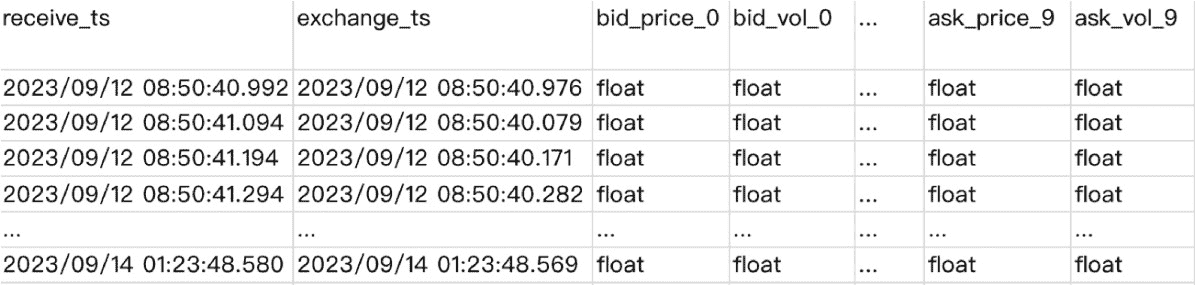 receive_ts exchange_ts bid_price_0 bid_vol_0 ... ask_price_9 ask_vol_9
2023/09/12 08:50:40.992 2023/09/12 08:50:40.976 float float ... float float
2023/09/12 08:50:41.094 2023/09/12 08:50:40.079 float float ... float float
2023/09/12 08:50:41.194 2023/09/12 08:50:40.171 float float ... float float
2023/09/12 08:50:41.294 2023/09/12 08:50:40.282 float float ... float float
... ... ... ... ... ... ...
2023/09/14 01:23:48.580 2023/09/14 01:23:48.569 float float ... float float